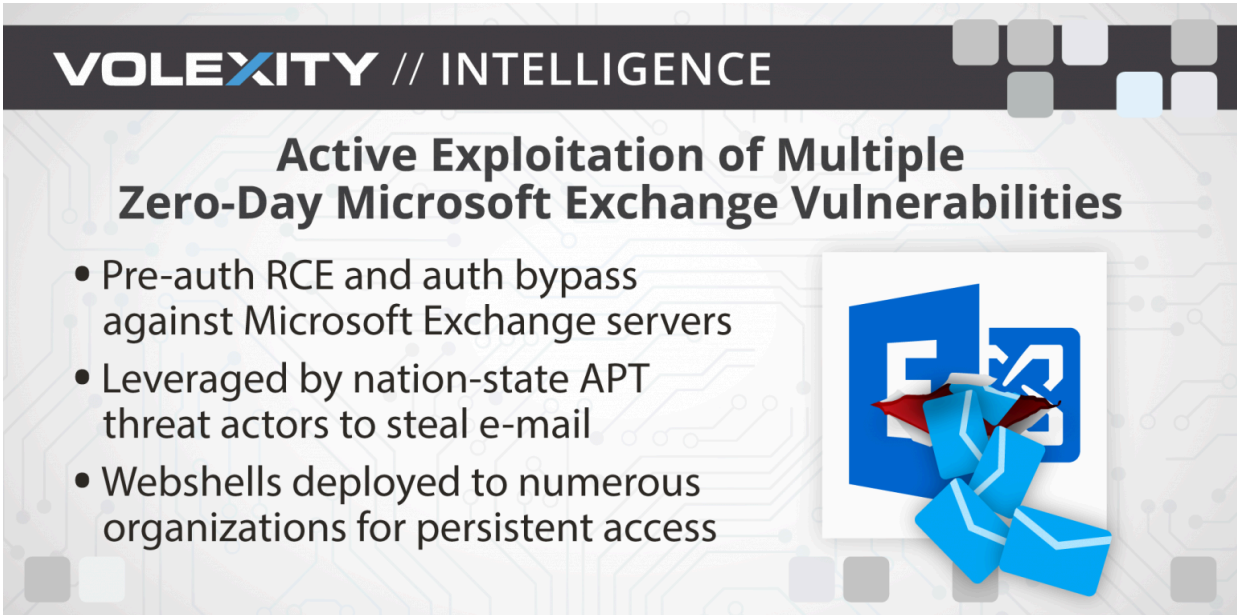 VOLEXITY // INTELLIGENCE
Active Exploitation of Multiple
Zero-Day Microsoft Exchange Vulnerabilities
• Pre-auth RCE and auth bypass
against Microsoft Exchange servers
• Leveraged by nation-state APT
threat actors to steal e-mail
• Webshells deployed to numerous
organizations for persistent access
E